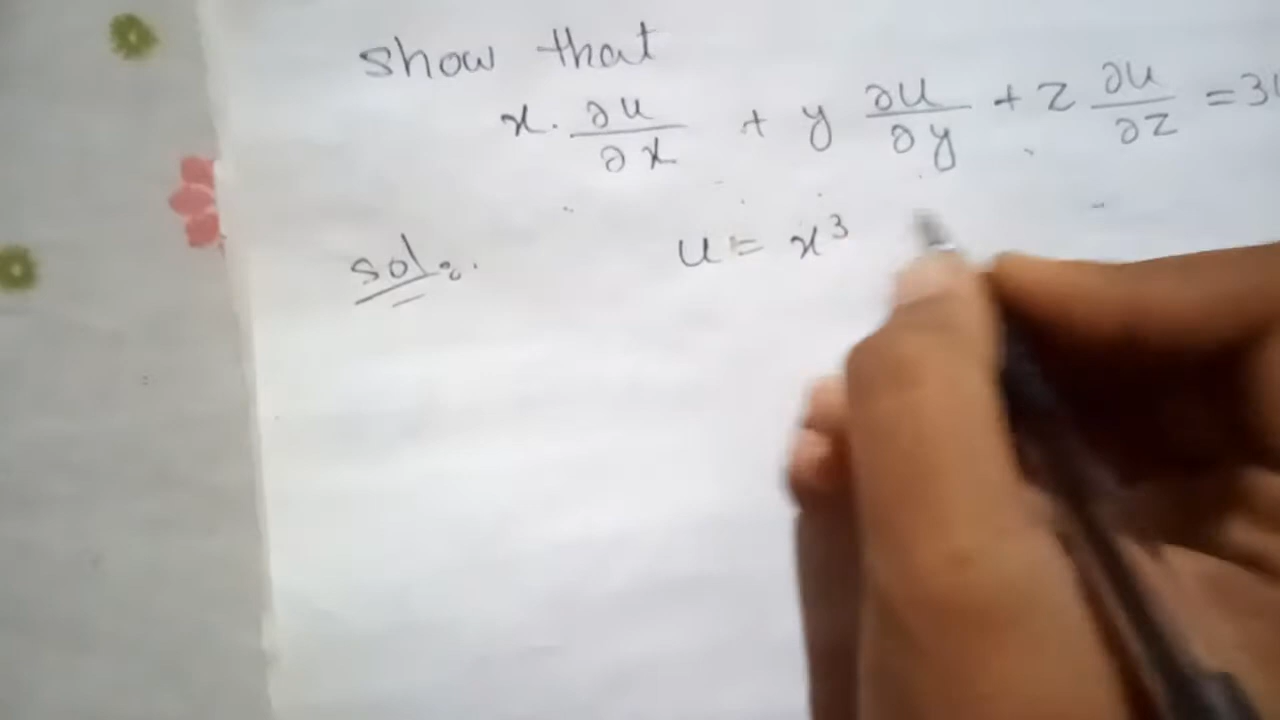 show that
x. ∂u/∂x + y ∂u/∂y + z ∂u/∂z = 3
sol:.
u = x³